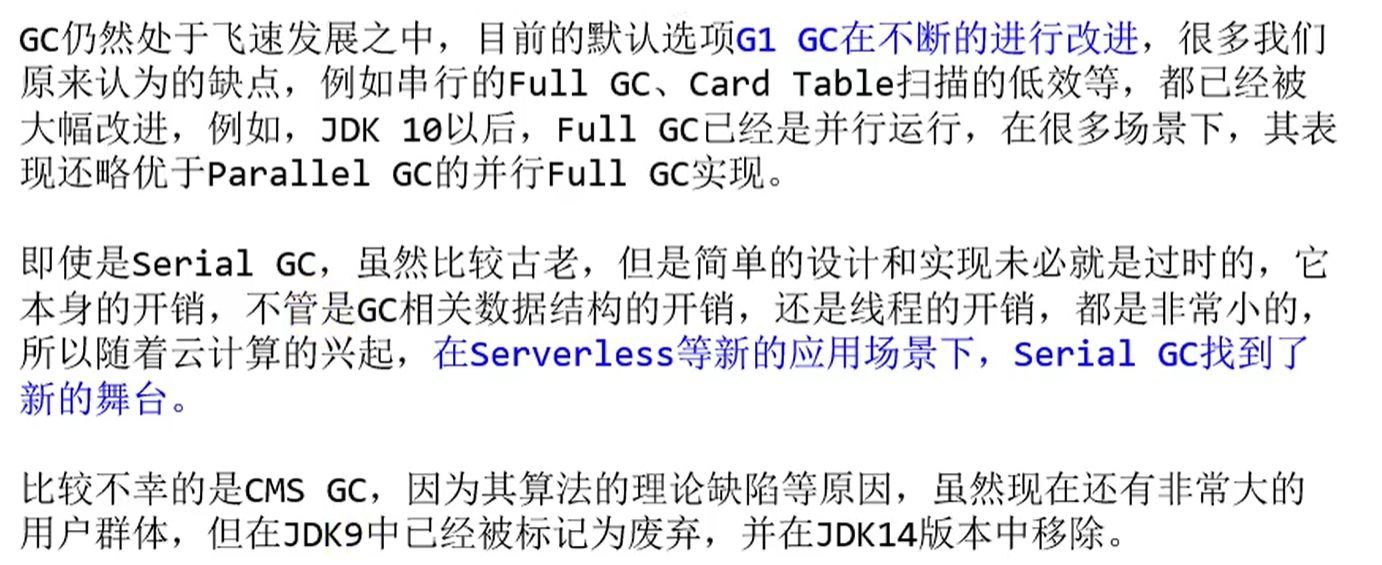 GC仍然处于飞速发展之中，目前的默认选项G1 GC在不断的进行改进，很多我们
原来认为的缺点，例如串行的Full GC、Card Table扫描的低效等，都已经被
大幅改进，例如，JDK 10以后，Full GC已经是并行运行，在很多场景下，其表
现还略优于Parallel GC的并行Full GC实现。
即使是Serial GC，虽然比较古老，但是简单的设计和实现未必就是过时的，它
本身的开销，不管是GC相关数据结构的开销，还是线程的开销，都是非常小的，
所以随着云计算的兴起，在Serverless等新的应用场景下，Serial GC找到了
新的舞台。
比较不幸的是CMS GC，因为其算法的理论缺陷等原因，虽然现在还有非常大的
用户群体，但在JDK9中已经被标记为废弃，并在JDK14版本中移除。